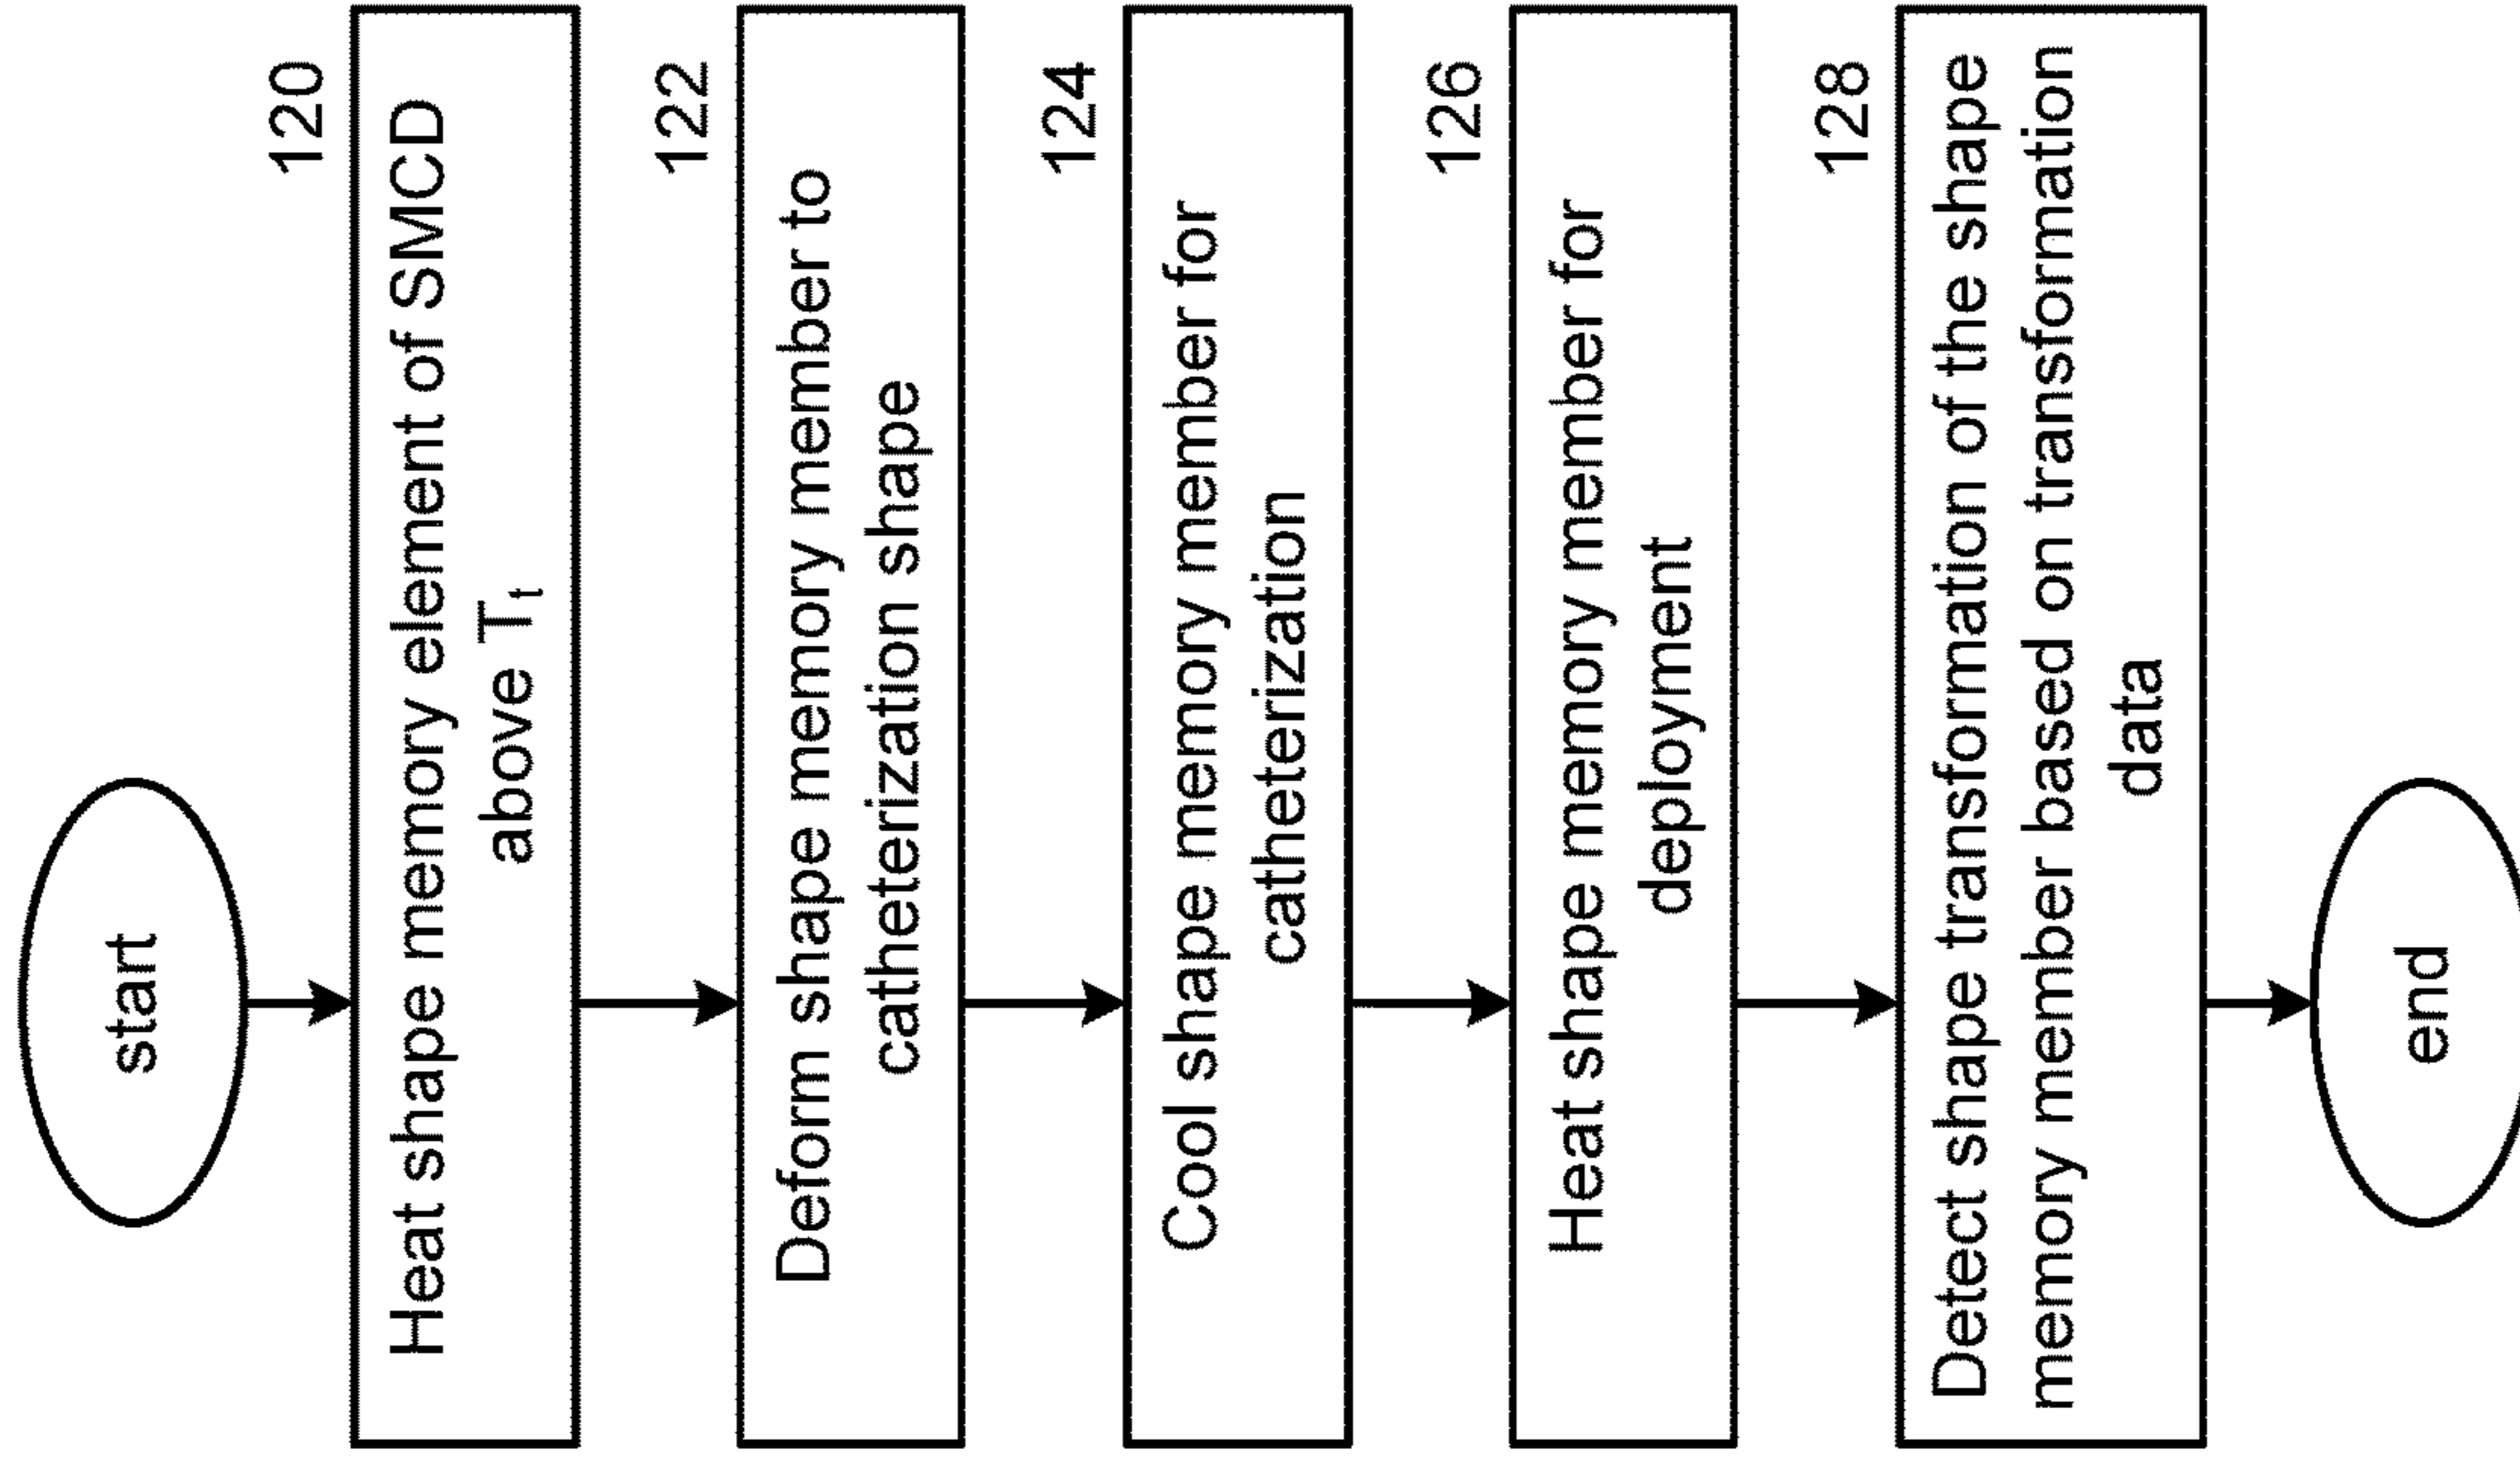 start
120
Heat shape memory element of SMCD
above Tt
122
Deform shape memory member to
catheterization shape
124
Cool shape memory member for
catheterization
126
Heat shape memory member for
deployment
128
Detect shape transformation of the shape
memory member based on transformation
data
end